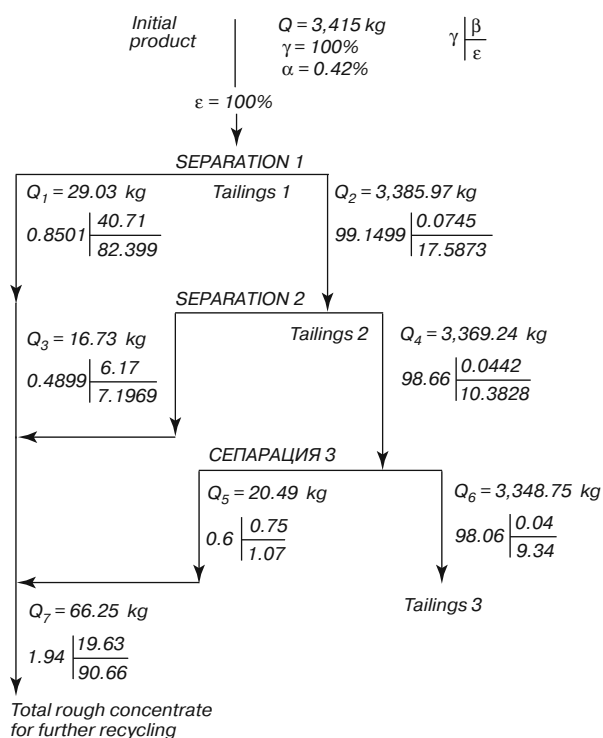 Initial
product
Q = 3,415 kg
γ = 100%
α = 0.42%
γ β
ε
ε = 100%
SEPARATION 1
Q1 = 29.03 kg
Tailings 1
Q2 = 3,385.97 kg
0.8501 40.71
82.399
99.1499 0.0745
17.5873
SEPARATION 2
Q3 = 16.73 kg
Tailings 2
Q4 = 3,369.24 kg
0.4899 6.17
7.1969
98.66 0.0442
10.3828
СЕПАРАЦИЯ 3
Q5 = 20.49 kg
Q6 = 3,348.75 kg
0.6 0.75
1.07
98.06 0.04
9.34
Tailings 3
Q7 = 66.25 kg
1.94 19.63
90.66
Total rough concentrate
for further recycling